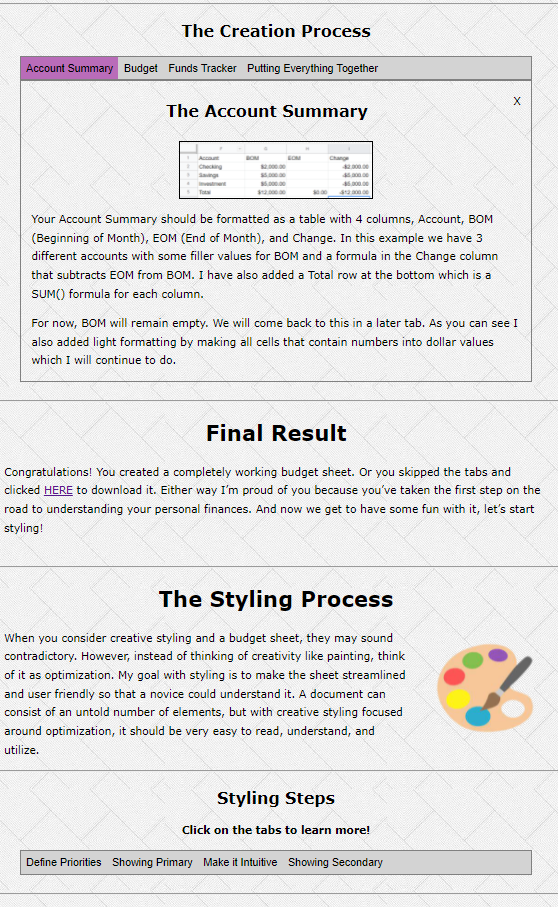 The Creation Process
Account Summary Budget Funds Tracker Putting Everything Together
X
The Account Summary
Account BOM EOM Change
Checking $2,000.00 -$2,000.00
Savings $5,000.00 -$5,000.00
Investment $5,000.00 -$5,000.00
Total $12,000.00 $0.00 -$12,000.00
Your Account Summary should be formatted as a table with 4 columns, Account, BOM
(Beginning of Month), EOM (End of Month), and Change. In this example we have 3
different accounts with some filler values for BOM and a formula in the Change column
that subtracts EOM from BOM. I have also added a Total row at the bottom which is a
SUM() formula for each column.
For now, BOM will remain empty. We will come back to this in a later tab. As you can see I
also added light formatting by making all cells that contain numbers into dollar values
which I will continue to do.
Final Result
Congratulations! You created a completely working budget sheet. Or you skipped the tabs and
clicked HERE to download it. Either way I’m proud of you because you’ve taken the first step on the
road to understanding your personal finances. And now we get to have some fun with it, let’s start
styling!
The Styling Process
When you consider creative styling and a budget sheet, they may sound
contradictory. However, instead of thinking of creativity like painting, think
of it as optimization. My goal with styling is to make the sheet streamlined
and user friendly so that a novice could understand it. A document can
consist of an untold number of elements, but with creative styling focused
around optimization, it should be very easy to read, understand, and
utilize.
Styling Steps
Click on the tabs to learn more!
Define Priorities Showing Primary Make it Intuitive Showing Secondary